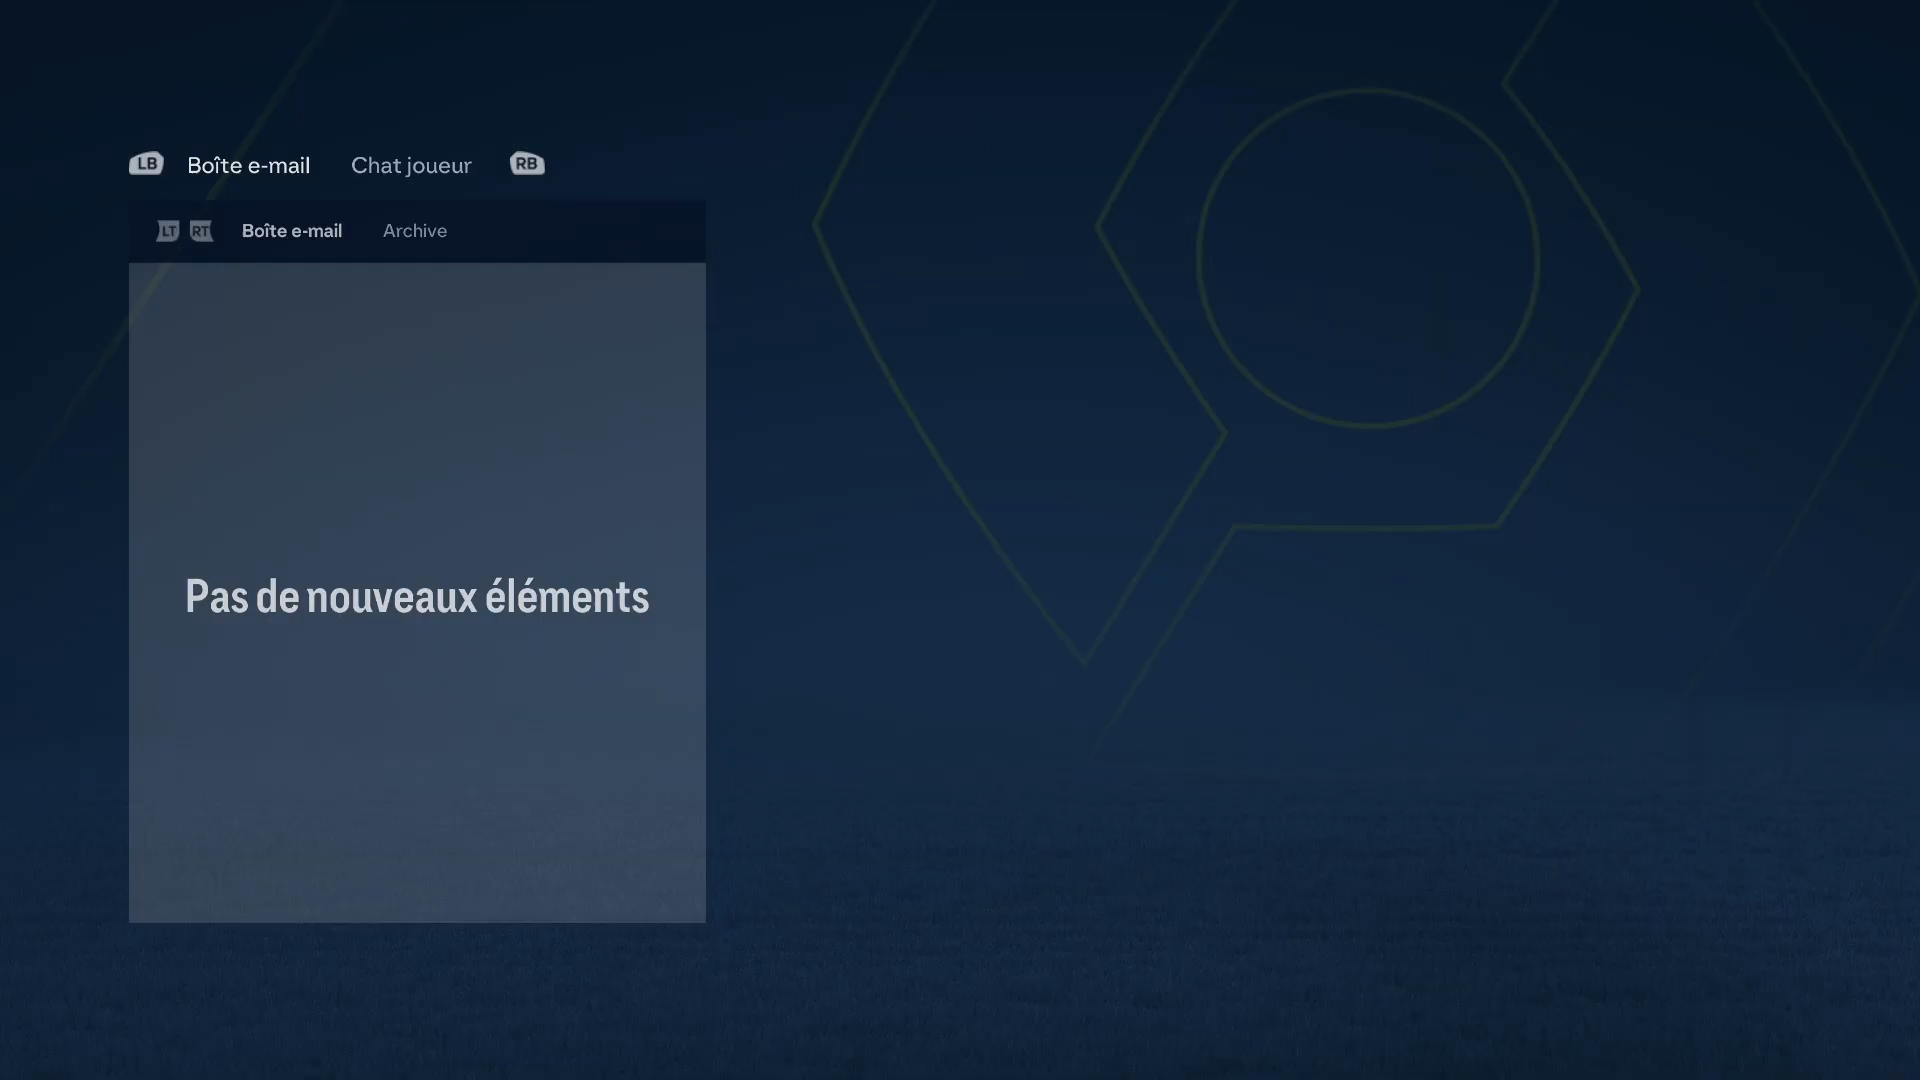 LB Boîte e-mail Chat joueur RB
LT RT Boîte e-mail Archive
Pas de nouveaux éléments